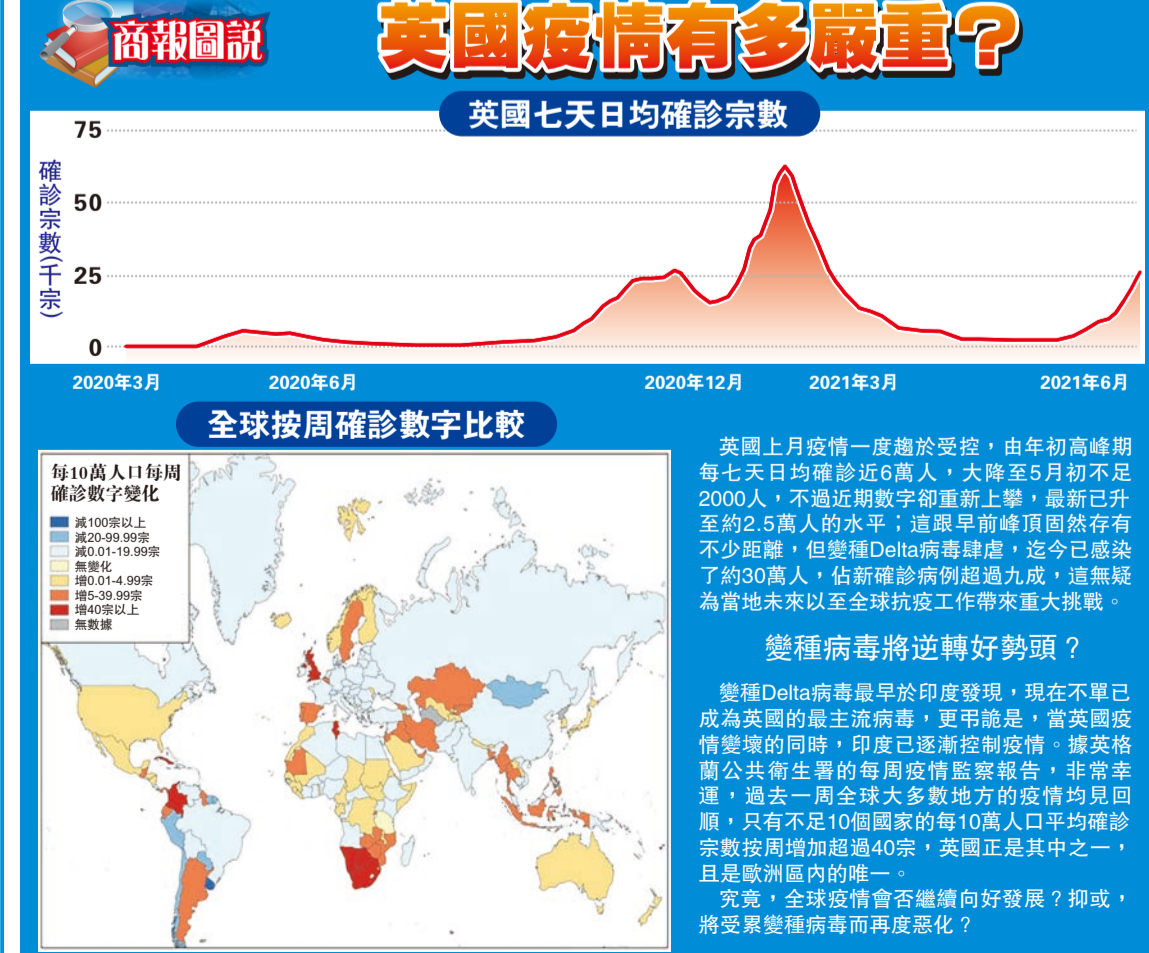 商報圖説
英國疫情有多嚴重？
英國七天日均確診宗數
確診宗數(千宗)
75
50
25
0
2020年3月
2020年6月
2020年12月
2021年3月
2021年6月
全球按周確診數字比較
每10萬人口每周
確診數字變化
減100宗以上
減20-99.99宗
減0.01-19.99宗
無變化
增0.01-4.99宗
增5-39.99宗
增40宗以上
無數據
英國上月疫情一度趨於受控，由年初高峰期
每七天日均確診近6萬人，大降至5月初不足
2000人，不過近期數字卻重新上攀，最新已升
至約2.5萬人的水平；這跟早前峰頂固然存有
不少距離，但變種Delta病毒肆虐，迄今已感染
了約30萬人，佔新確診病例超過九成，這無疑
為當地未來以至全球抗疫工作帶來重大挑戰。
變種病毒將逆轉好勢頭？
變種Delta病毒最早於印度發現，現在不單已
成為英國的最主流病毒，更弔詭是，當英國疫
情變壞的同時，印度已逐漸控制疫情。據英格
蘭公共衛生署的每周疫情監察報告，非常幸
運，過去一周全球大多數地方的疫情均見回
順，只有不足10個國家的每10萬人口平均確診
宗數按周增加超過40宗，英國正是其中之一，
且是歐洲區內的唯一。
究竟，全球疫情會否繼續向好發展？抑或，
將受累變種病毒而再度惡化？